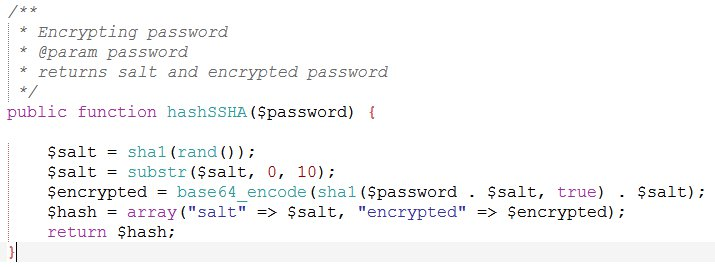 /**
 * Encrypting password
 * @param password
 * returns salt and encrypted password
 */
public function hashSSHA($password) {
    $salt = sha1(rand());
    $salt = substr($salt, 0, 10);
    $encrypted = base64_encode(sha1($password . $salt, true) . $salt);
    $hash = array("salt" => $salt, "encrypted" => $encrypted);
    return $hash;
}